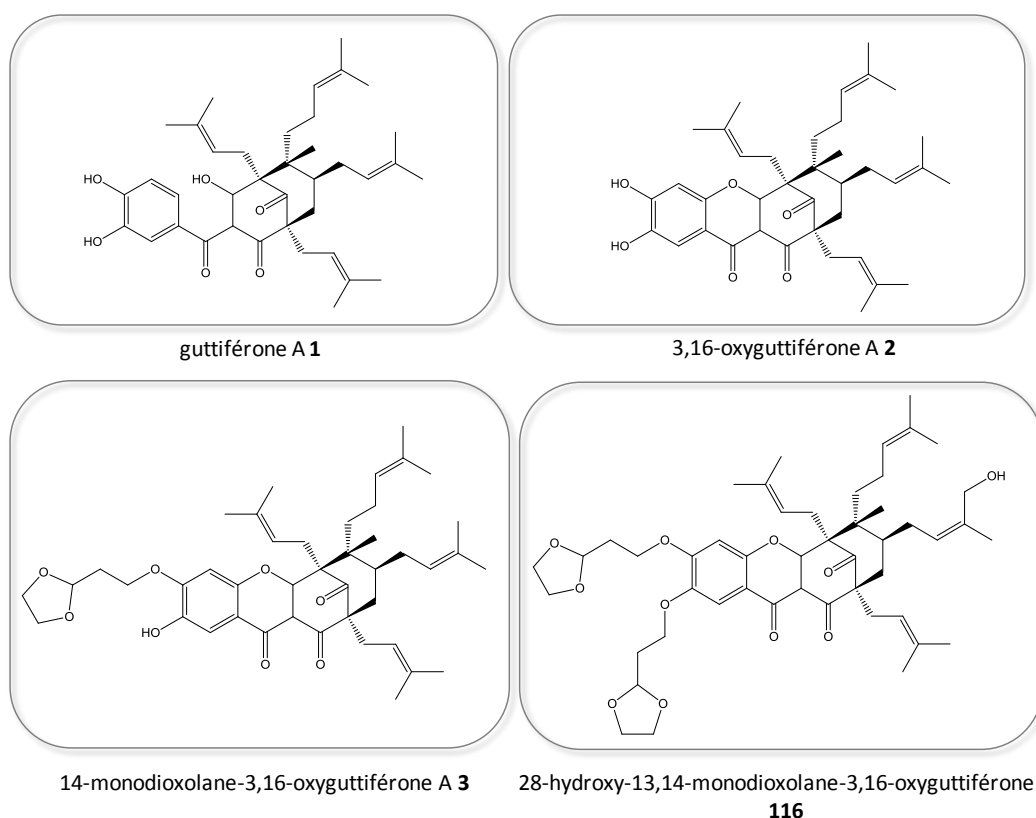 HO
HO
O
HO
O O
guttiférone A 1
HO
O
O
HO
O O
3,16-oxyguttiférone A 2
O
O
O
O
O
HO
O O
14-monodioxolane-3,16-oxyguttiférone A 3
OH
O
O
O
O
O
O
O O
O O
28-hydroxy-13,14-monodioxolane-3,16-oxyguttiférone
116